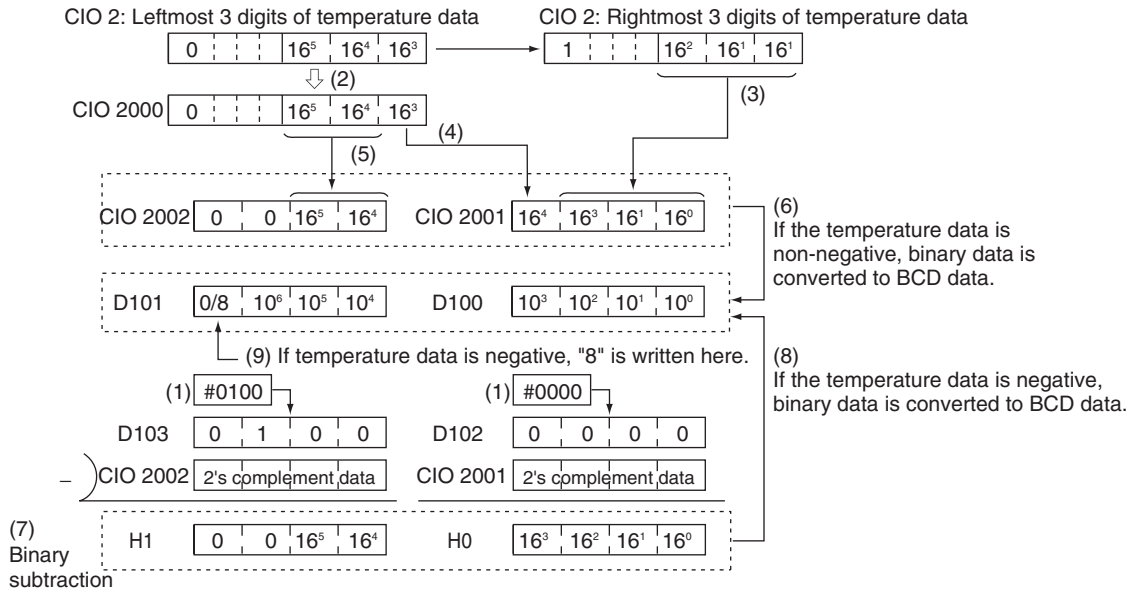 CIO 2: Leftmost 3 digits of temperature data
CIO 2: Rightmost 3 digits of temperature data
0 16⁵ 16⁴ 16³
1 16² 16¹ 16¹
(2)
(3)
CIO 2000 0 16⁵ 16⁴ 16³
(4)
(5)
CIO 2002 0 0 16⁵ 16⁴
CIO 2001 16⁴ 16³ 16¹ 16⁰
(6)
If the temperature data is
non-negative, binary data is
converted to BCD data.
D101 0/8 10⁶ 10⁵ 10⁴
D100 10³ 10² 10¹ 10⁰
(9) If temperature data is negative, "8" is written here.
(8)
If the temperature data is negative,
binary data is converted to BCD data.
(1) #0100
(1) #0000
D103 0 1 0 0
D102 0 0 0 0
– CIO 2002 2's complement data
CIO 2001 2's complement data
(7)
Binary
subtraction
H1 0 0 16⁵ 16⁴
H0 16³ 16² 16¹ 16⁰